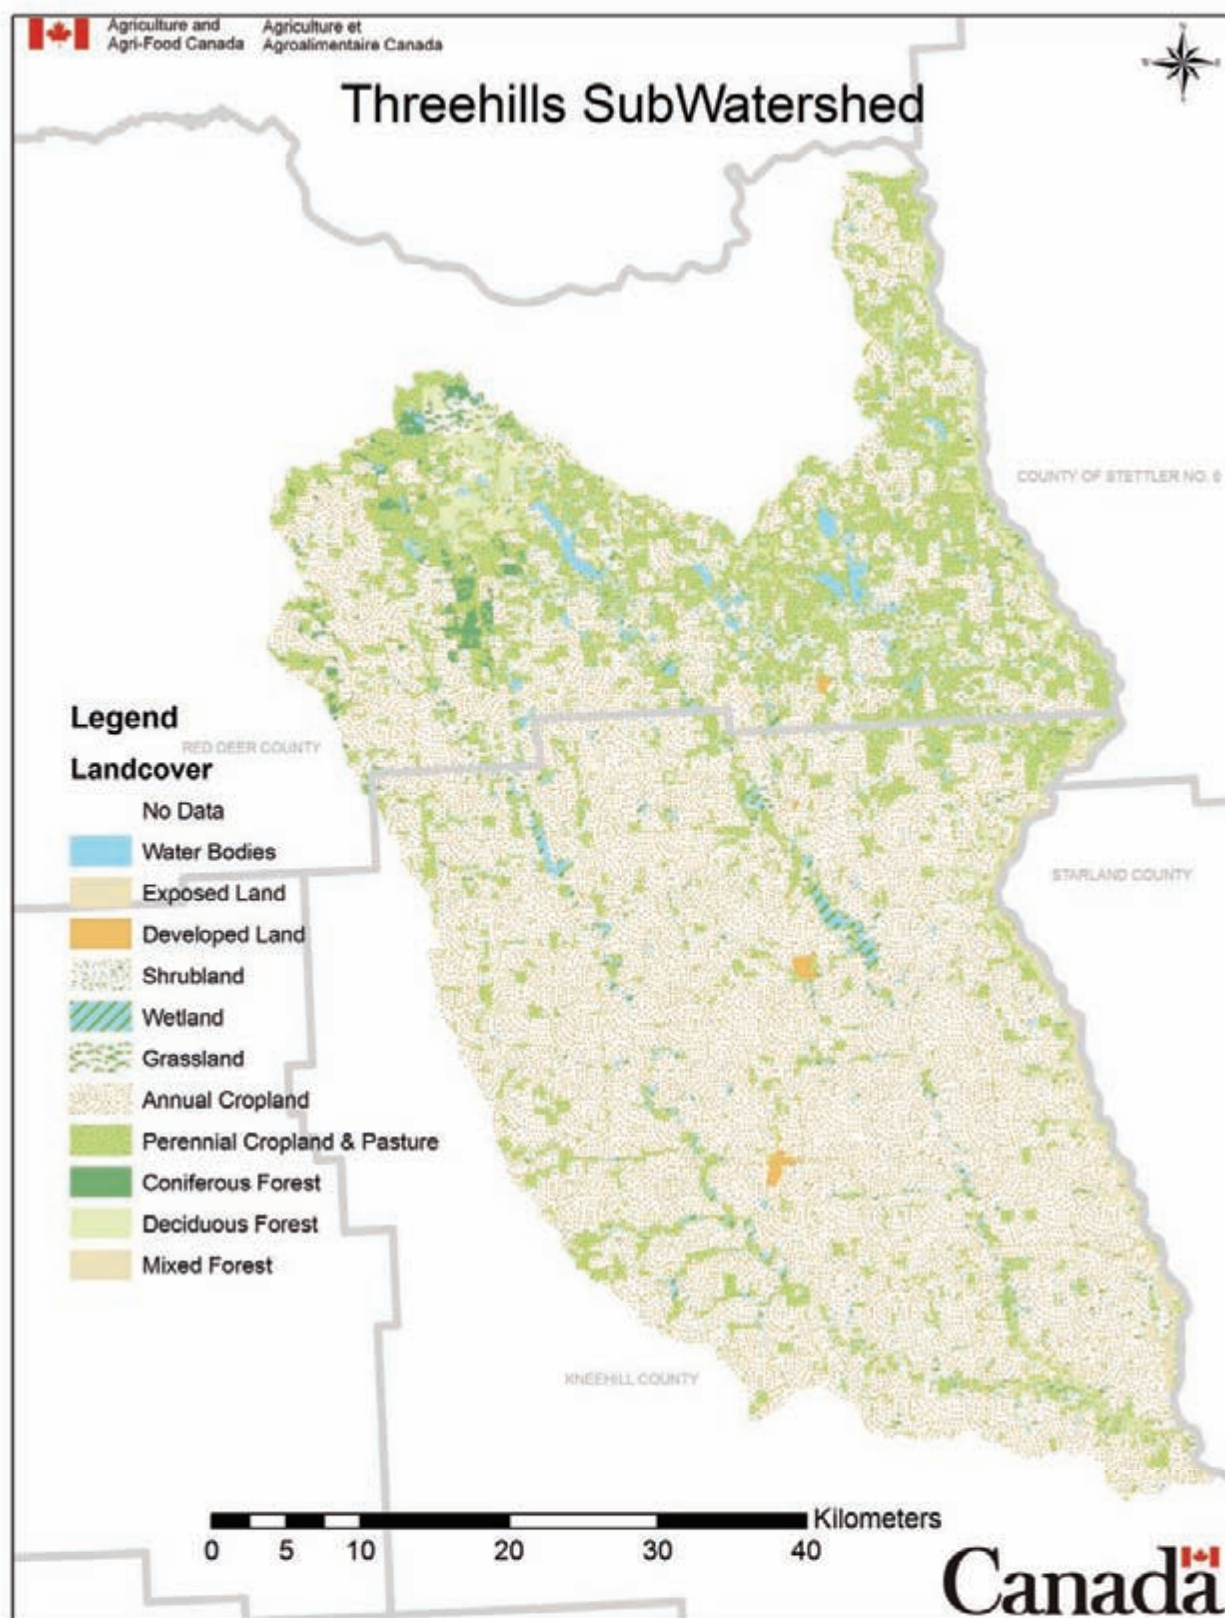 Agriculture and Agriculture et
Agri-Food Canada Agroalimentaire Canada
N
W E
S
Threehills SubWatershed
COUNTY OF STETTLER NO. 6
Legend
RED DEER COUNTY
Landcover
No Data
Water Bodies
Exposed Land
STARLAND COUNTY
Developed Land
Shrubland
Wetland
Grassland
Annual Cropland
Perennial Cropland & Pasture
Coniferous Forest
Deciduous Forest
Mixed Forest
KNEEHILL COUNTY
Kilometers
0 5 10 20 30 40
Canada